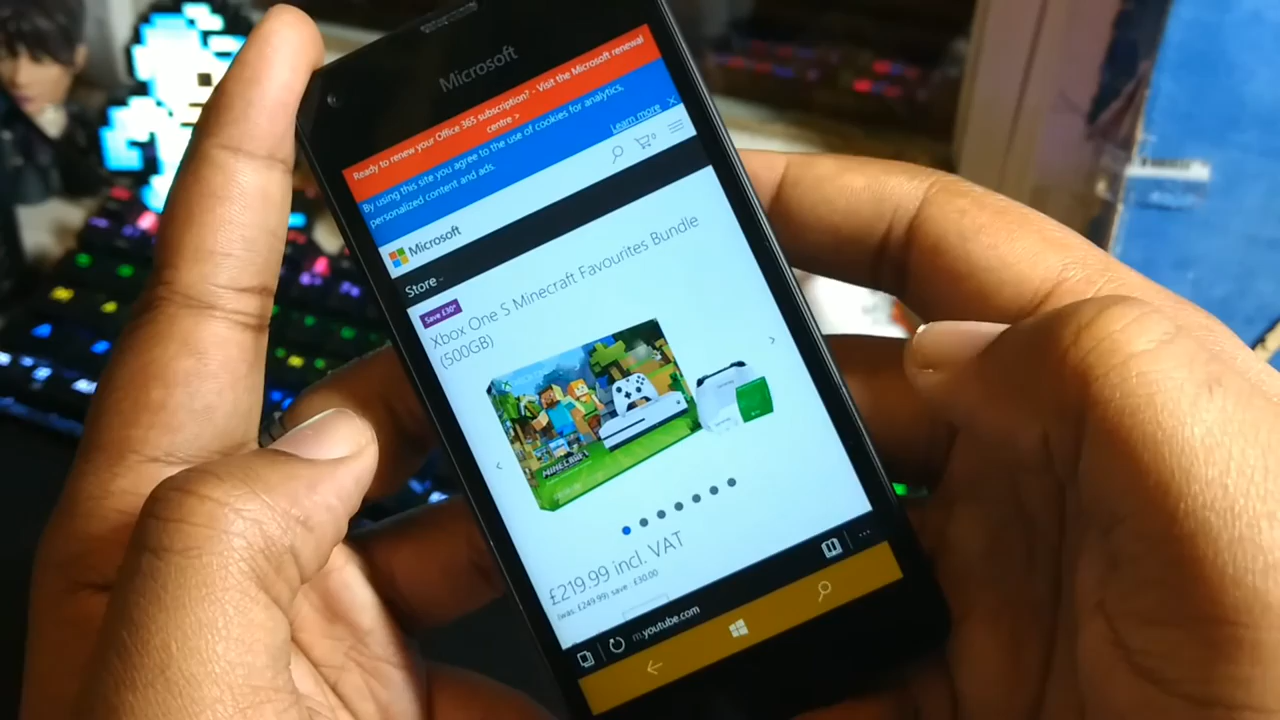 Microsoft
Ready to renew your Office 365 subscription? - Visit the Microsoft renewal
centre >
By using this site you agree to the use of cookies for analytics,
personalized content and ads.
Learn more
Microsoft
0
Store
Save £30*
Xbox One S Minecraft Favourites Bundle
(500GB)
MINECRAFT
£219.99 incl. VAT
(was: £249.99) save - £30.00
m.youtube.com